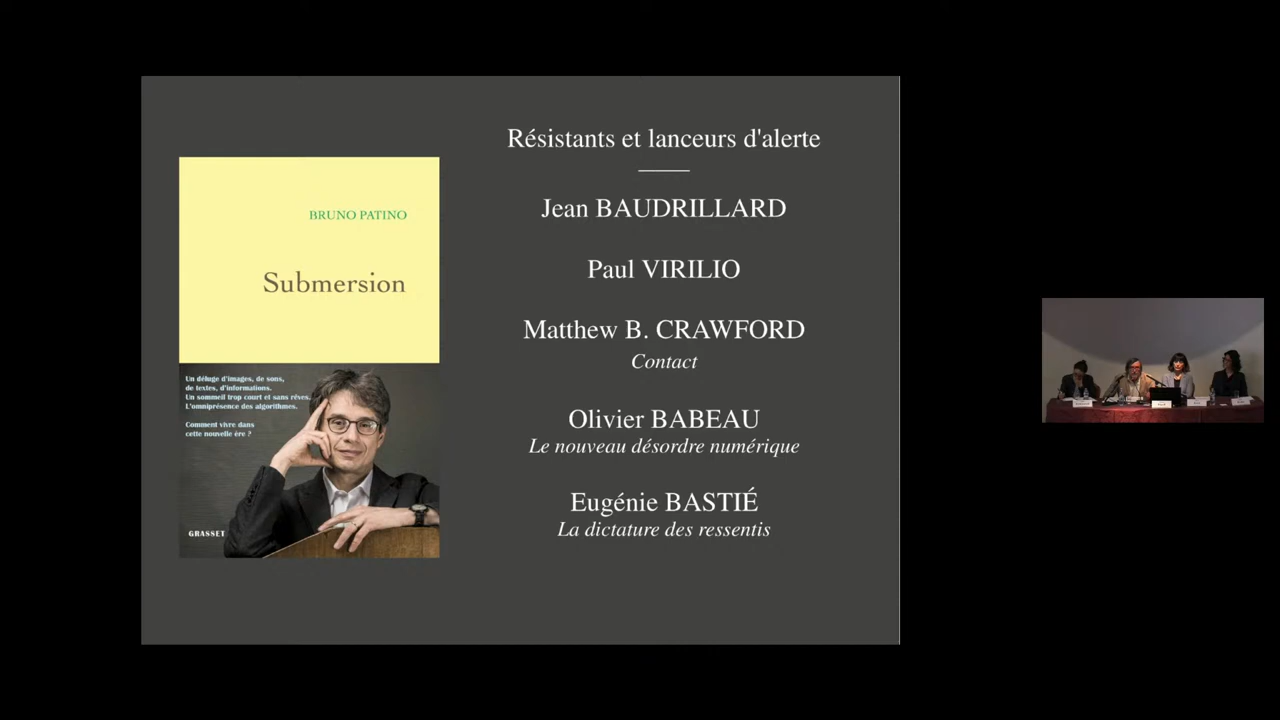 BRUNO PATINO
Submersion
Un déluge d'images, de sons,
de textes, d'informations.
Un sommeil trop court et sans rêves.
L'omniprésence des algorithmes.
Comment vivre dans
cette nouvelle ère ?
GRASSET
Résistants et lanceurs d'alerte
Jean BAUDRILLARD
Paul VIRILIO
Matthew B. CRAWFORD
Contact
Olivier BABEAU
Le nouveau désordre numérique
Eugénie BASTIÉ
La dictature des ressentis